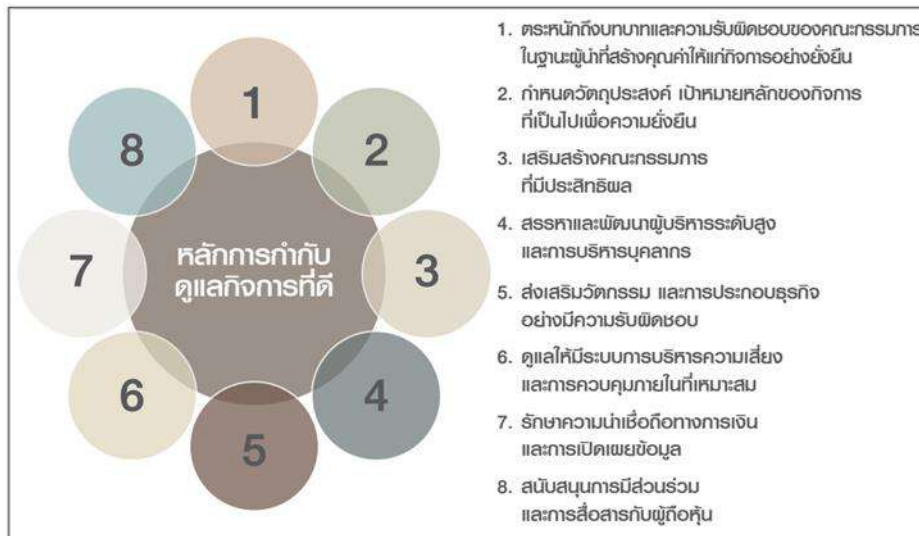 1
2
3
4
5
6
7
8
หลักการกำกับ
ดูแลกิจการที่ดี
1. ตระหนักถึงบทบาทและความรับผิดชอบของคณะกรรมการ
ในฐานะผู้นำที่สร้างคุณค่าให้แก่กิจการอย่างยั่งยืน
2. กำหนดวัตถุประสงค์ เป้าหมายหลักของกิจการ
ที่เป็นไปเพื่อความยั่งยืน
3. เสริมสร้างคณะกรรมการ
ที่มีประสิทธิผล
4. สรรหาและพัฒนาผู้บริหารระดับสูง
และการบริหารบุคลากร
5. ส่งเสริมวัตกรรม และการประกอบธุรกิจ
อย่างมีความรับผิดชอบ
6. ดูแลให้มีระบบการบริหารความเสี่ยง
และการควบคุมภายในที่เหมาะสม
7. รักษาความน่าเชื่อถือทางการเงิน
และการเปิดเผยข้อมูล
8. สนับสนุนการมีส่วนร่วม
และการสื่อสารกับผู้ถือหุ้น